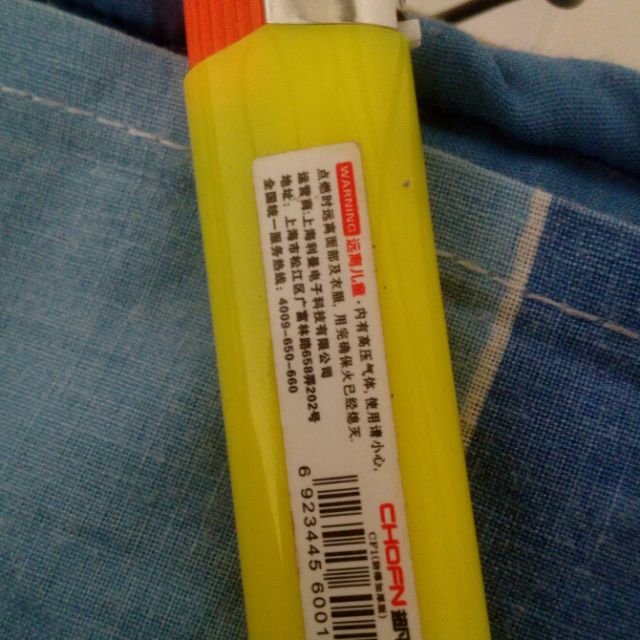 WARNING 远离儿童·内有高压气体, 使用请小心,
点燃时远离面部及衣服, 用完确保火已经熄灭.
运营商:上海利曼电子科技有限公司
地址: 上海市松江区广富林路658弄202号
全国统一服务热线: 4009-650-660
CHOFN
CF1
6 923445 6001